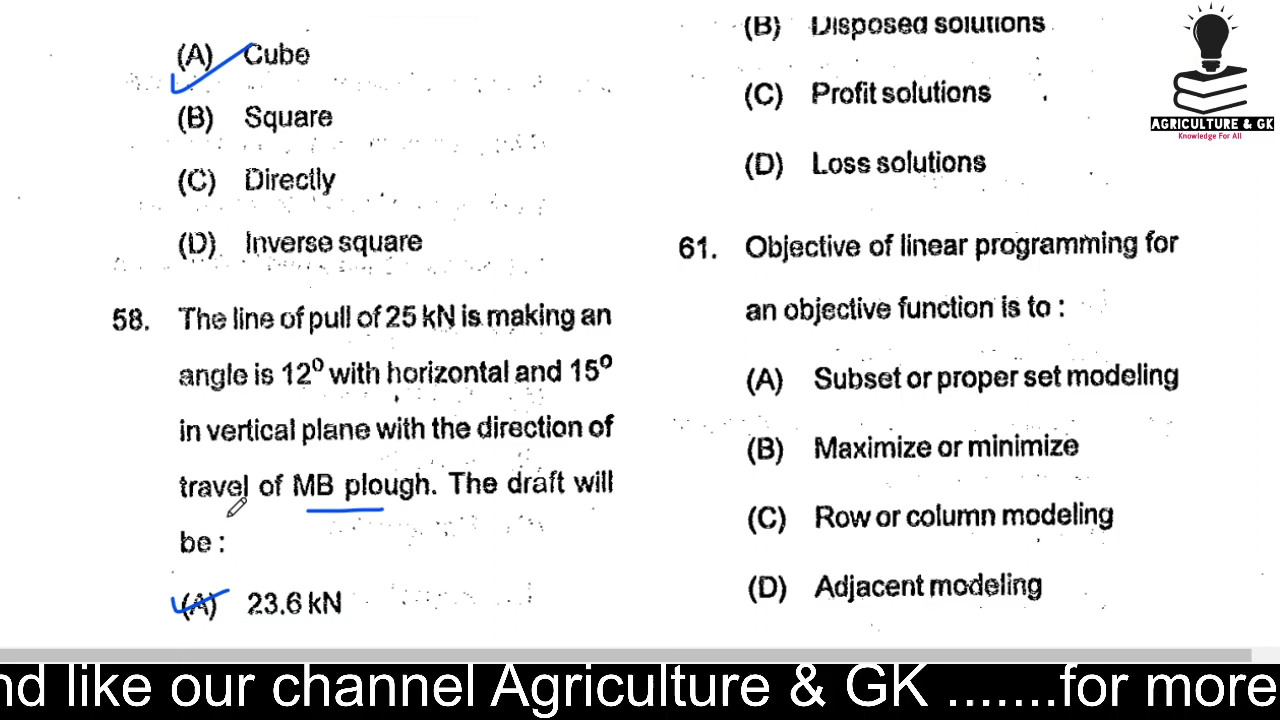 (A) Cube
(B) Square
(C) Directly
(D) Inverse square
58. The line of pull of 25 kN is making an
angle is 12⁰ with horizontal and 15⁰
in vertical plane with the direction of
travel of MB plough. The draft will
be :
(A) 23.6 kN
(B) Disposed solutions
(C) Profit solutions
(D) Loss solutions
61. Objective of linear programming for
an objective function is to :
(A) Subset or proper set modeling
(B) Maximize or minimize
(C) Row or column modeling
(D) Adjacent modeling
AGRICULTURE & GK
Knowledge For All
nd like our channel Agriculture & GK .......for more